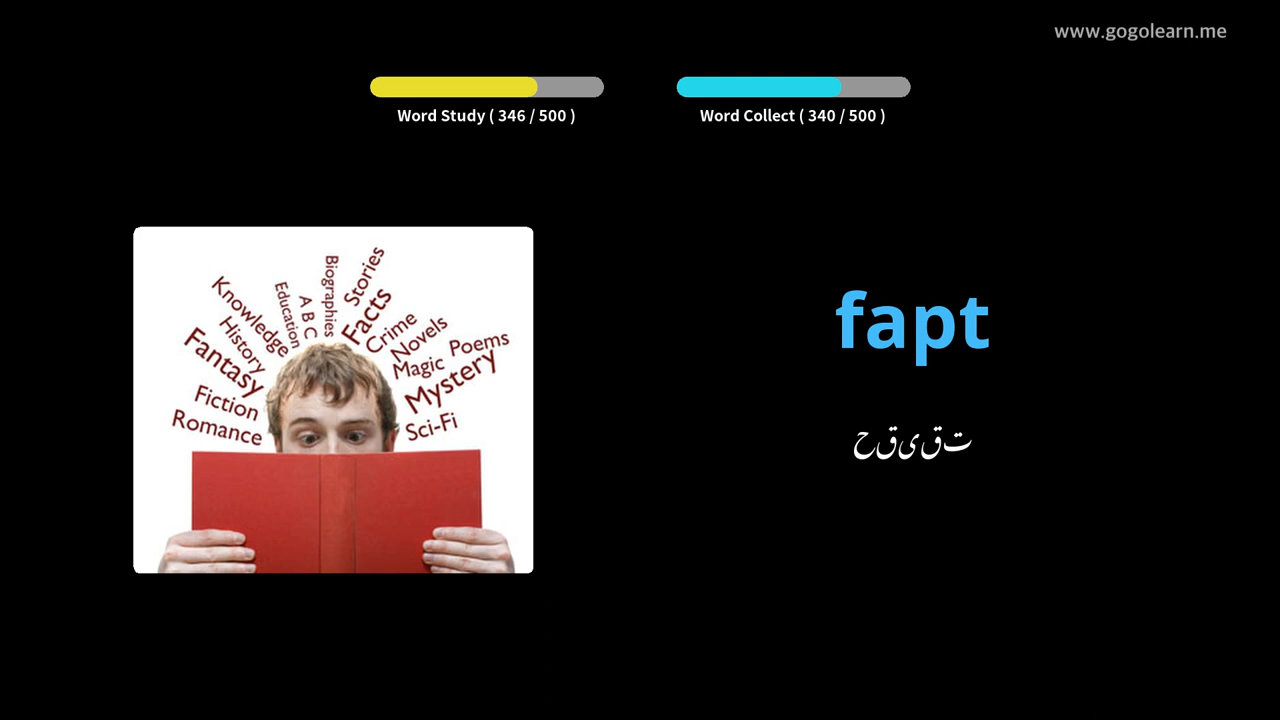 www.gogolearn.me
Word Study ( 346 / 500 )
Word Collect ( 340 / 500 )
Biographies
Stories
Education
A B C
Facts
Knowledge
Crime
History
Novels
Poems
Fantasy
Magic
Mystery
Fiction
Romance
Sci-Fi
fapt
حقیقت